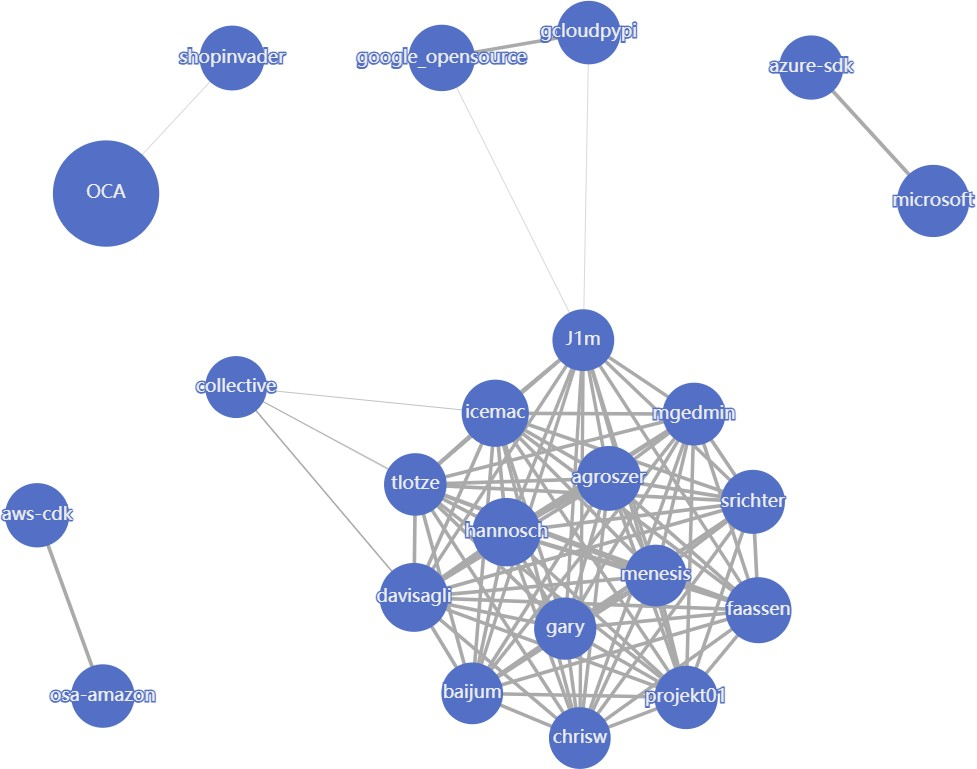 gcloudpypi
shopinvader
google_opensource
azure-sdk
OCA
microsoft
J1m
collective
icemac
mgedmin
tlotze
agroszer
srichter
aws-cdk
hannosch
menesis
davisagli
faassen
gary
baijum
osa-amazon
projekt01
chrisw